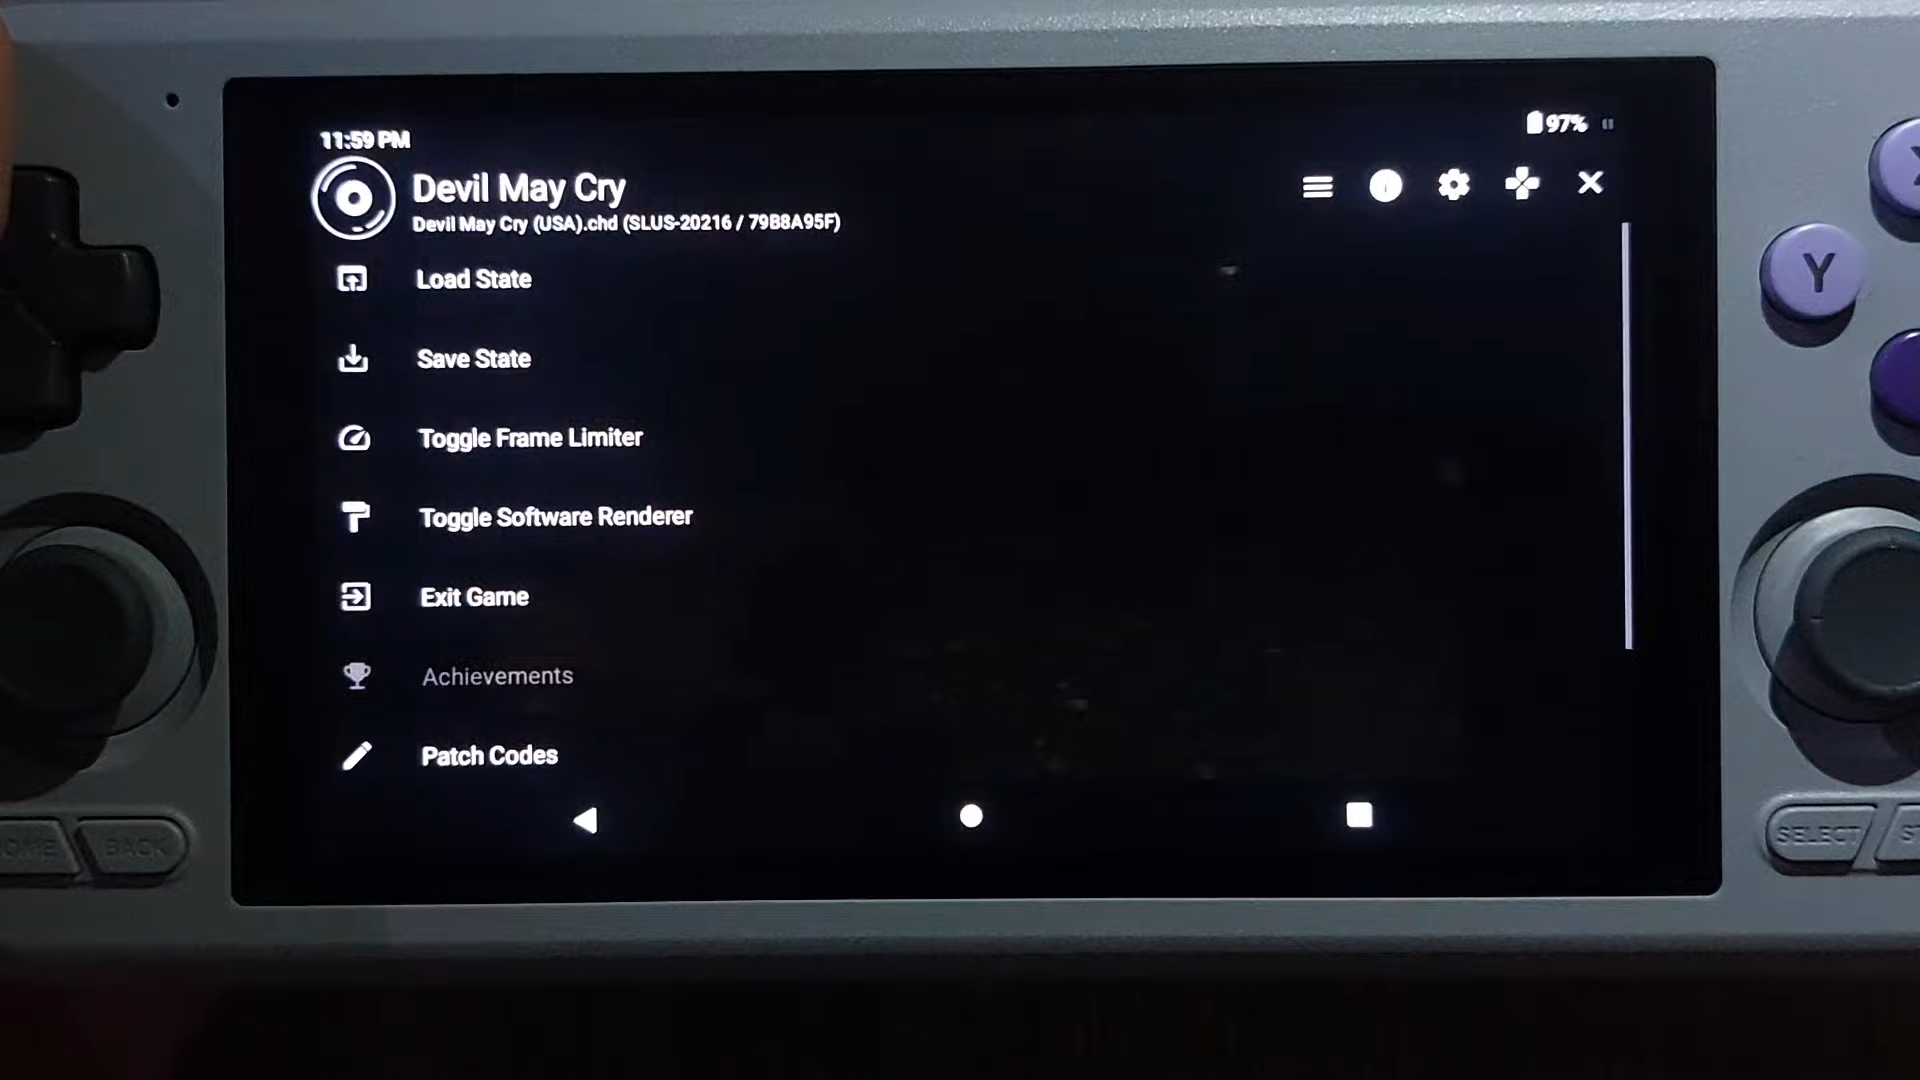 11:59 PM
97%
Devil May Cry
Devil May Cry (USA).chd (SLUS-20216 / 79B8A95F)
Load State
Save State
Toggle Frame Limiter
Toggle Software Renderer
Exit Game
Achievements
Patch Codes
Y
BACK
SELECT